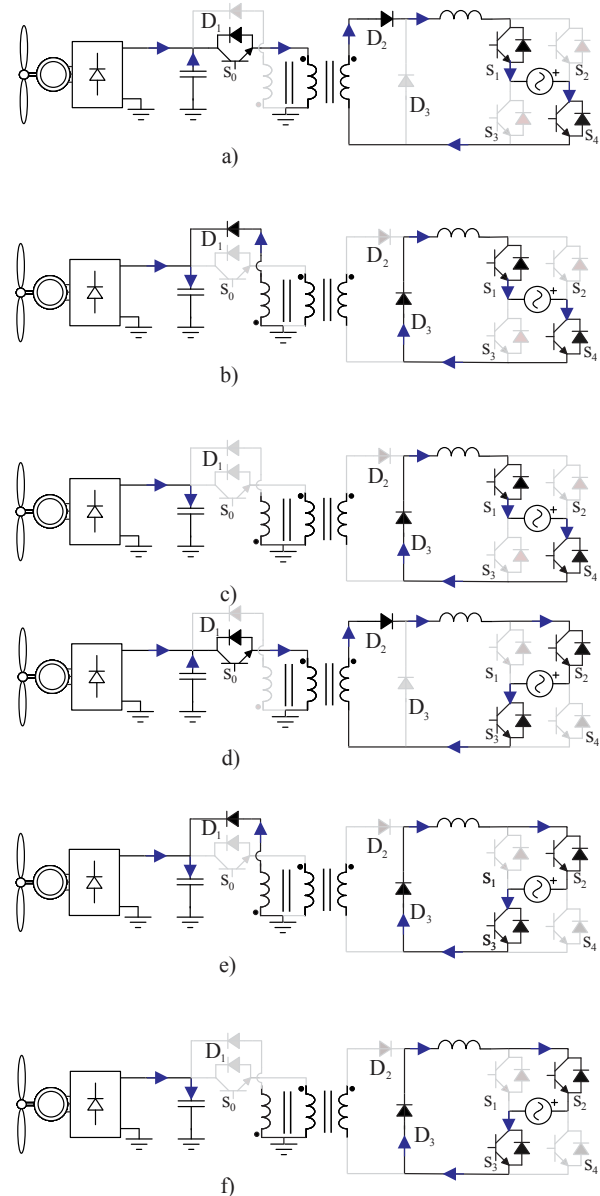 D1 S0 D2 D3 S1 + S2 S3 S4
a)
D1 S0 D2 D3 S1 + S2 S3 S4
b)
D1 S0 D2 D3 S1 + S2 S3 S4
c)
D1 S0 D2 D3 S1 + S2 S3 S4
d)
D1 S0 D2 D3 S1 + S2 S3 S4
e)
D1 S0 D2 D3 S1 + S2 S3 S4
f)